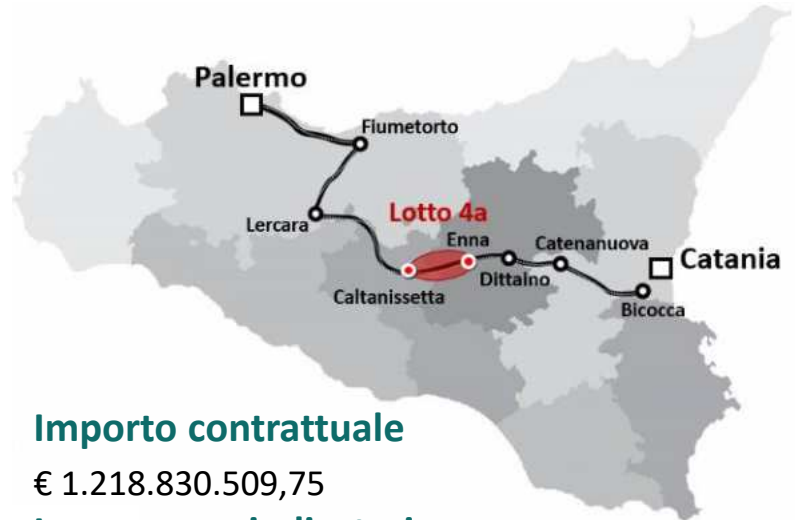 Palermo
Fiumetorto
Lercara
Lotto 4a
Enna
Catenanuova
Catania
Dittaino
Caltanissetta
Bicocca
Importo contrattuale
€ 1.218.830.509,75